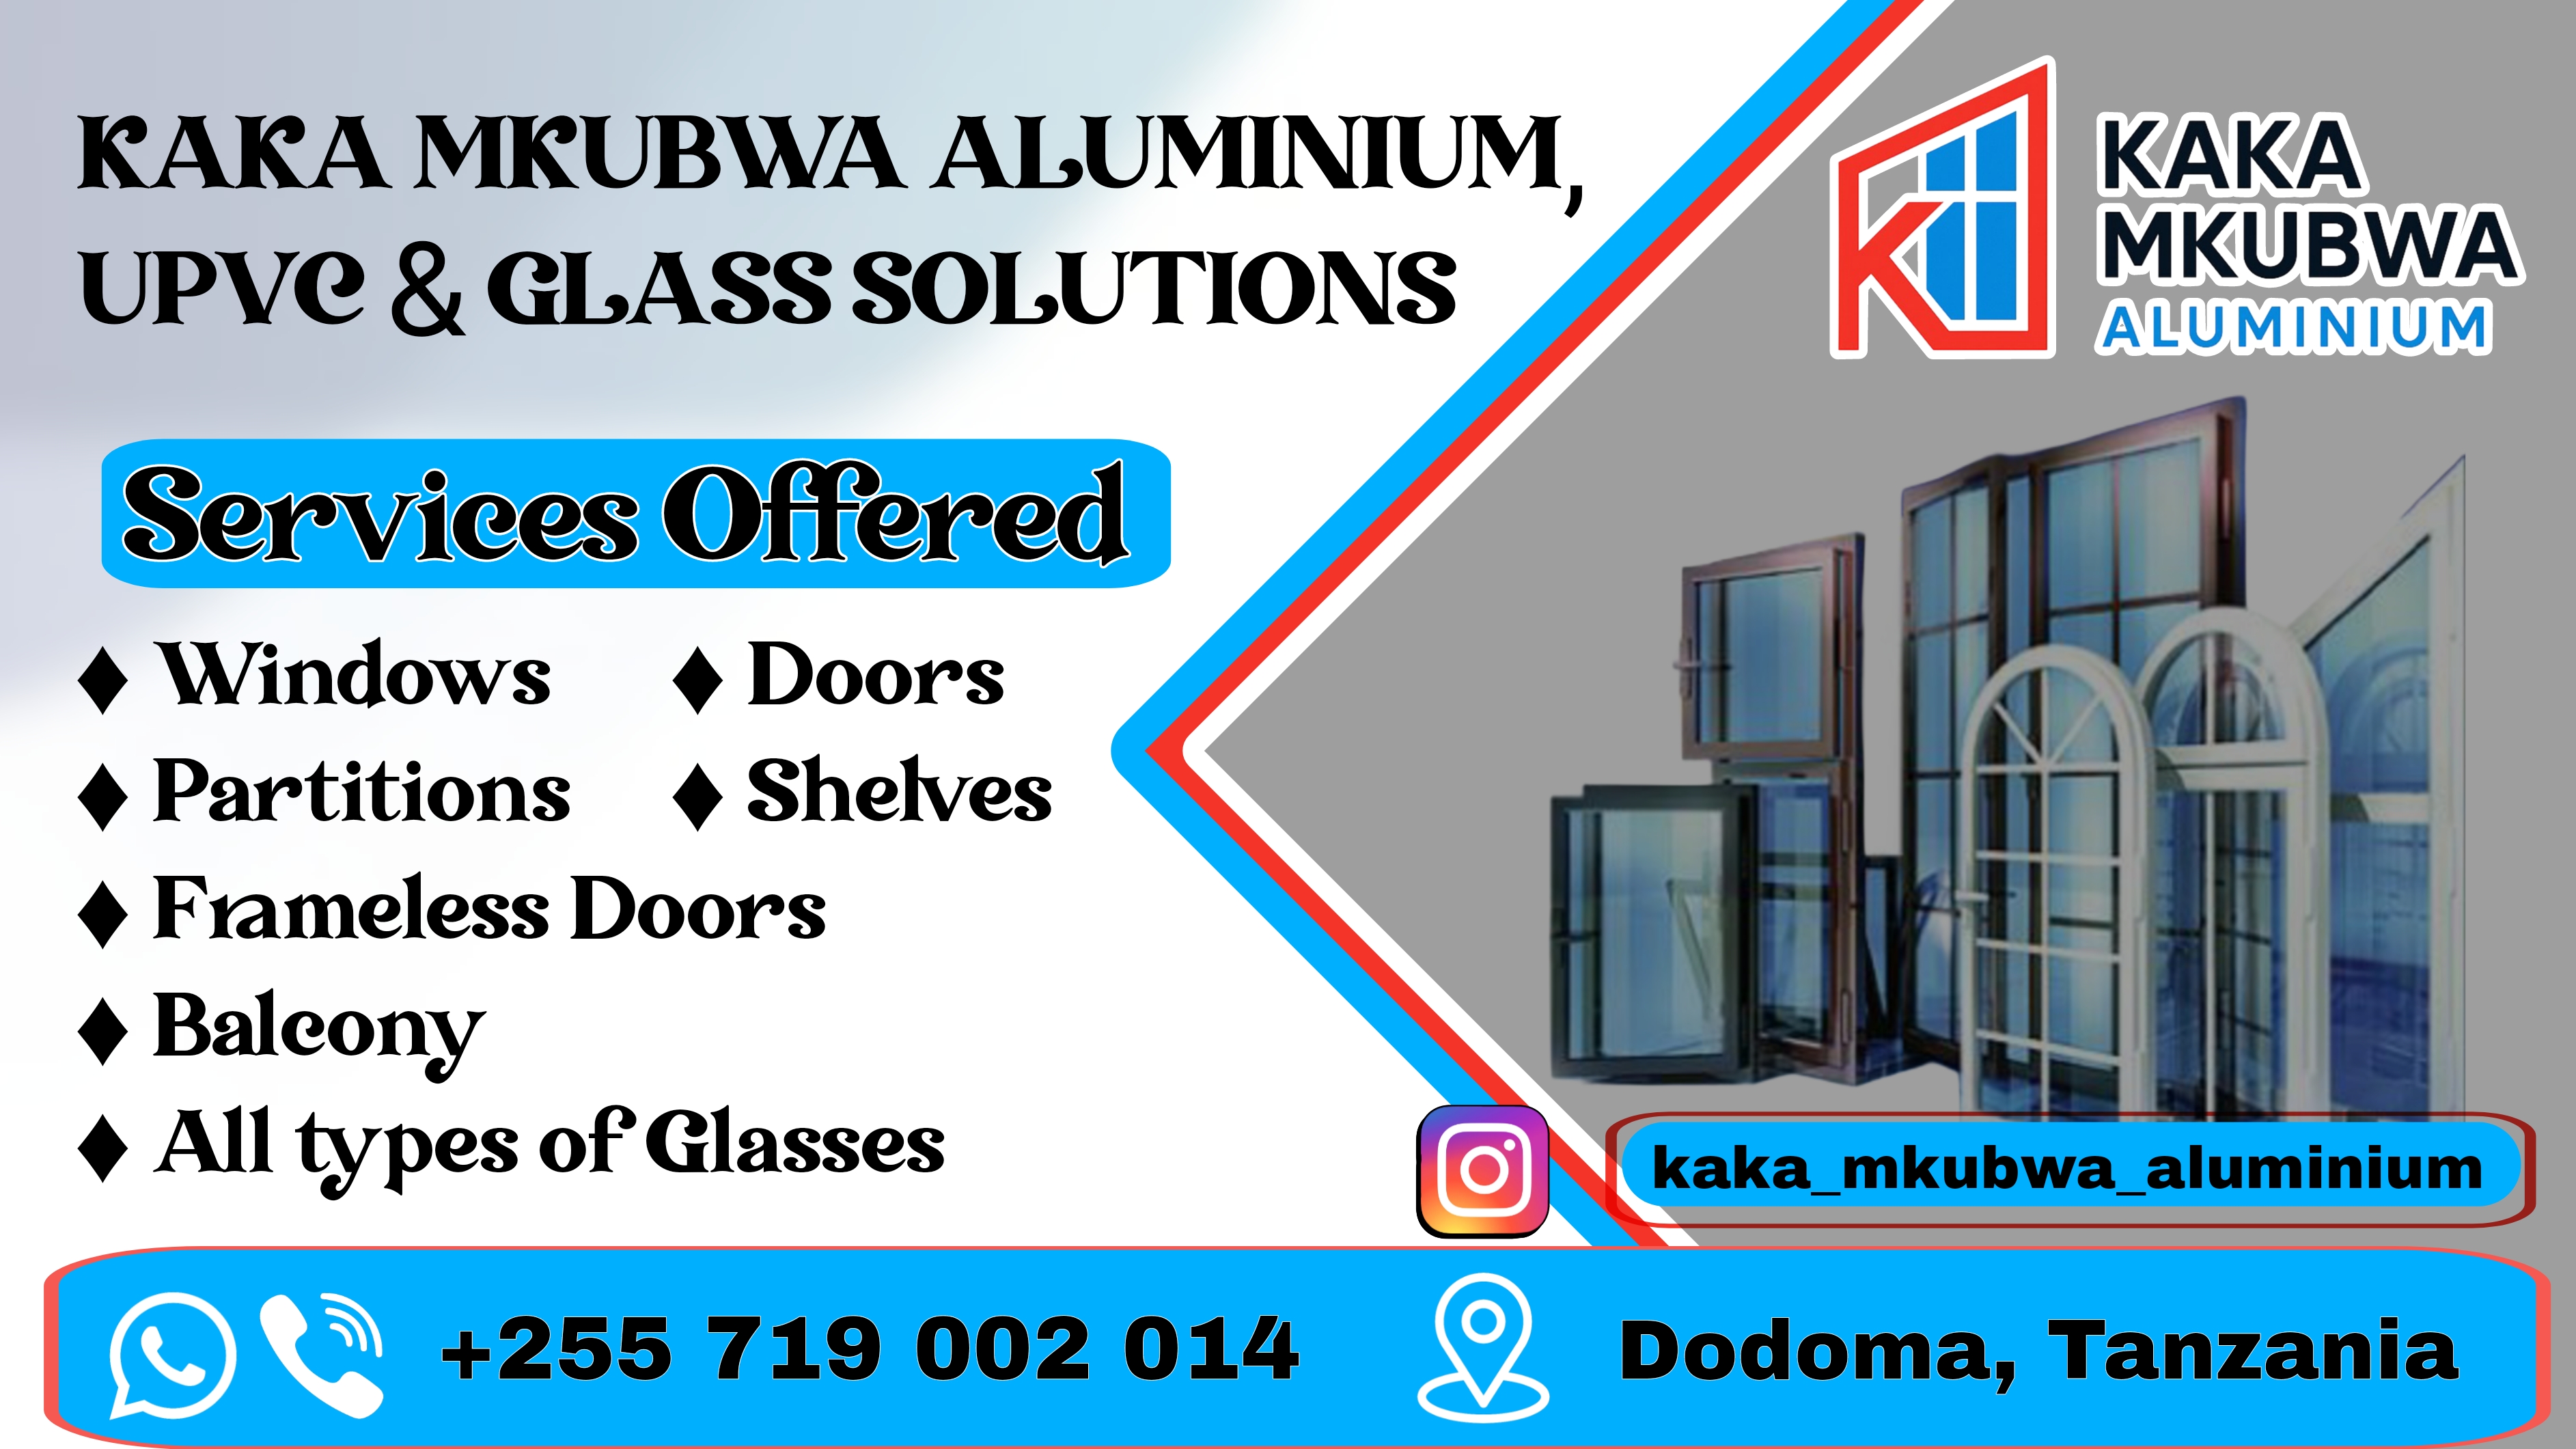 KAKA MKUBWA ALUMINIUM,
UPVC & GLASS SOLUTIONS
KAKA
MKUBWA
ALUMINIUM
Services Offered
♦ Windows
♦ Doors
♦ Partitions
♦ Shelves
♦ Frameless Doors
♦ Balcony
♦ All types of Glasses
kaka_mkubwa_aluminium
+255 719 002 014
Dodoma, Tanzania